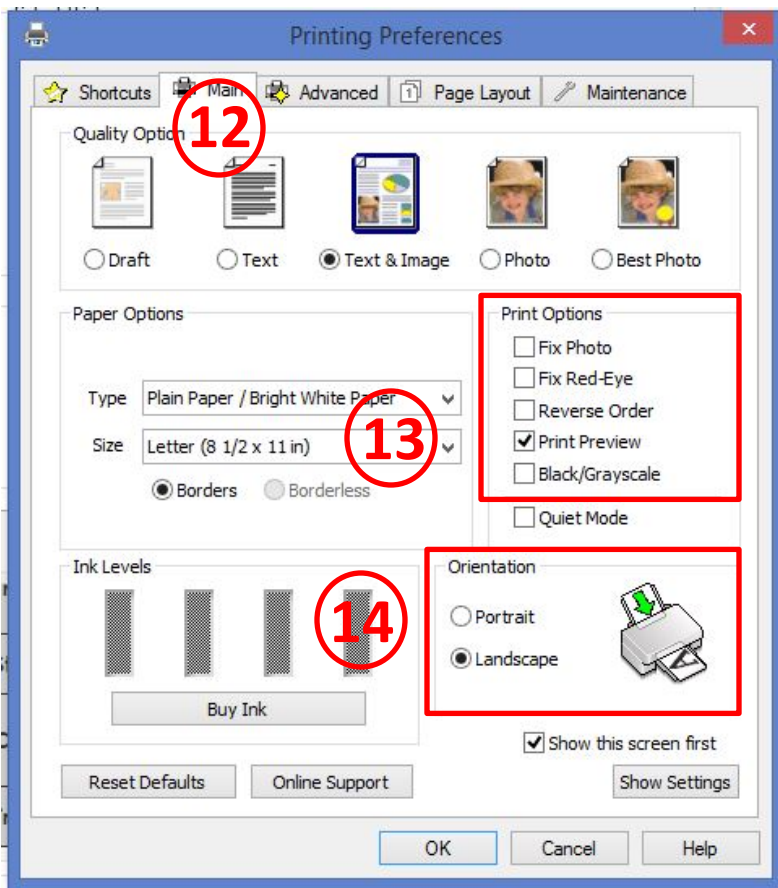 Printing Preferences
Shortcuts Main Advanced 1 Page Layout Maintenance
12
Quality Option
Draft Text Text & Image Photo Best Photo
Paper Options
Type Plain Paper / Bright White Paper
Size Letter (8 1/2 x 11 in)
13
Borders Borderless
Print Options
Fix Photo
Fix Red-Eye
Reverse Order
Print Preview
Black/Grayscale
Quiet Mode
Ink Levels
14
Buy Ink
Orientation
Portrait
Landscape
Show this screen first
Reset Defaults Online Support Show Settings
OK Cancel Help